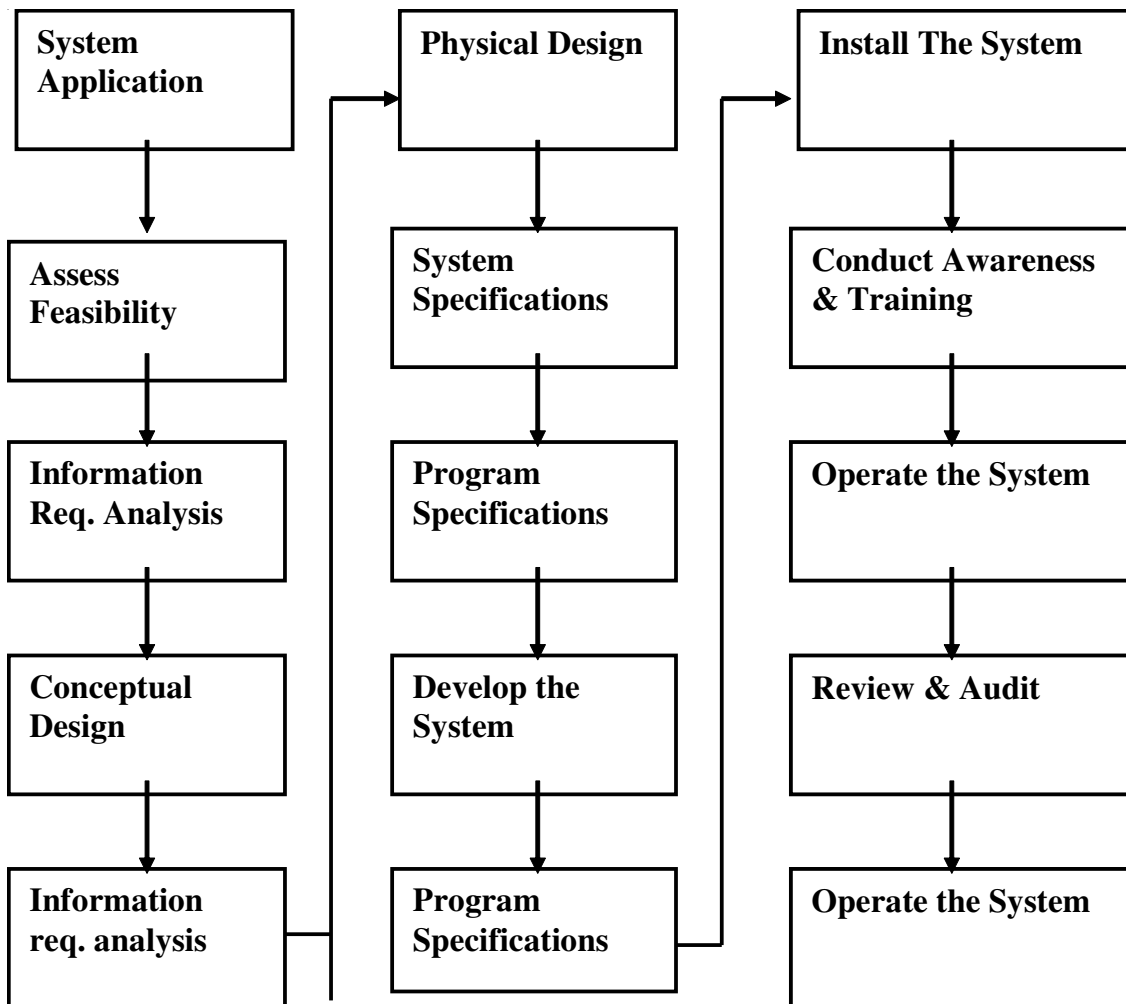 System
Application
Assess
Feasibility
Information
Req. Analysis
Conceptual
Design
Information
req. analysis
Physical Design
System
Specifications
Program
Specifications
Develop the
System
Program
Specifications
Install The System
Conduct Awareness
& Training
Operate the System
Review & Audit
Operate the System